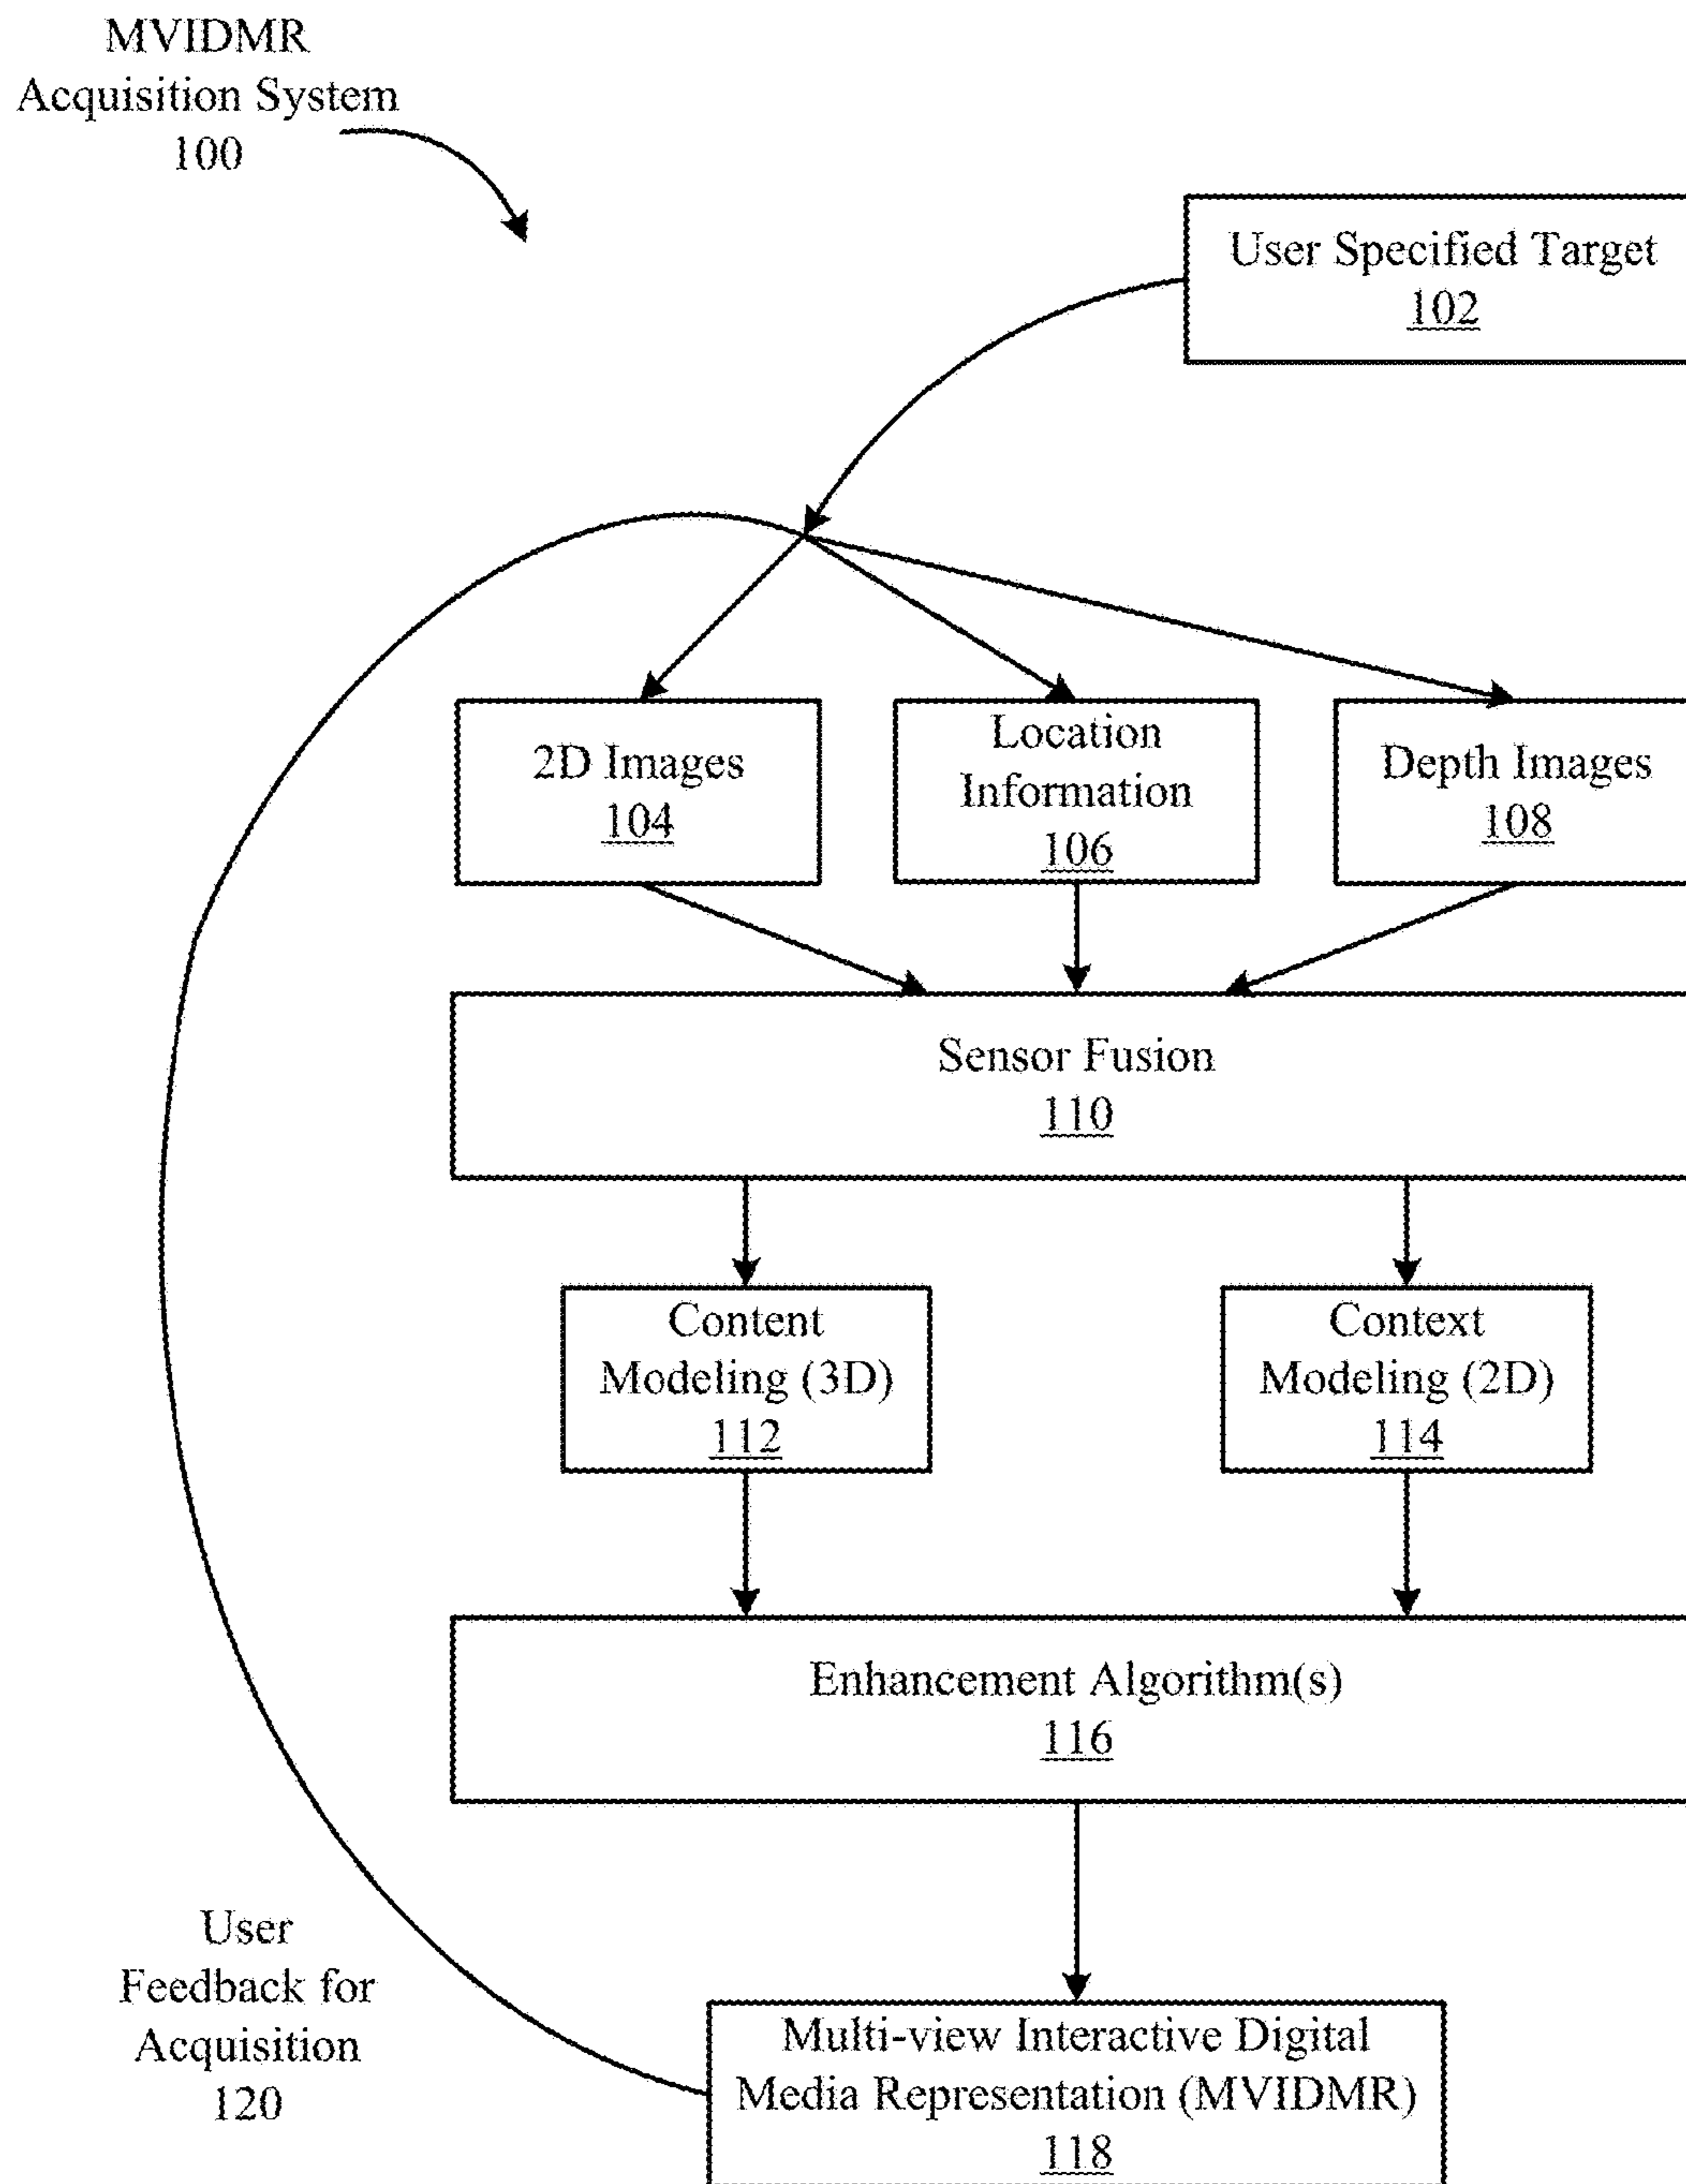 MVIDMR
Acquisition System
100
User Specified Target
102
2D Images
104
Location
Information
106
Depth Images
108
Sensor Fusion
110
Content
Modeling (3D)
112
Context
Modeling (2D)
114
Enhancement Algorithm(s)
116
User
Feedback for
Acquisition
120
Multi-view Interactive Digital
Media Representation (MVIDMR)
118